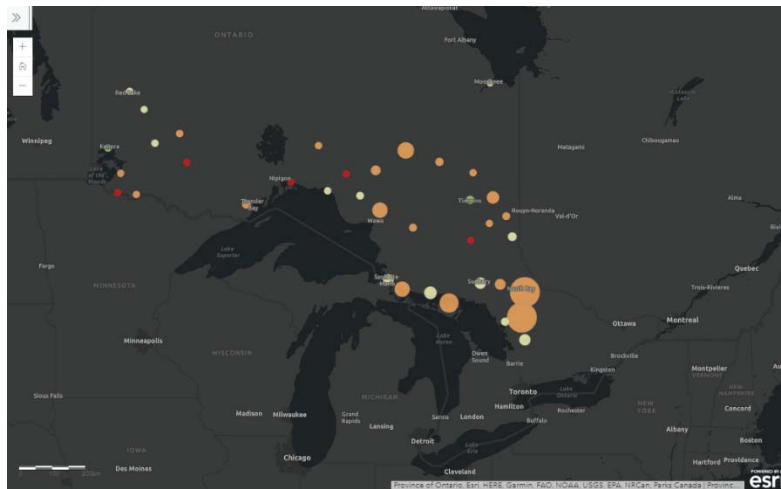 Attawapiskat
»
ONTARIO
Fort Albany
+
Moosonee
Red Lake
−
Winnipeg
Kenora
Matagami
Chibougamau
Lake of the Woods
Nipigon
Thunder Bay
Timmins
Alma
Wawa
Rouyn-Noranda
Val-d'Or
Lake Superior
Fargo
Quebec
MINNESOTA
Sault Ste. Marie
Sudbury
North Bay
Trois-Rivieres
Ottawa
Montreal
Minneapolis
WISCONSIN
Lake Huron
Owen Sound
Barrie
Brockville
Kingston
Montpelier
VERMONT
Sioux Falls
MICHIGAN
Toronto
Lake Ontario
NEW YORK
NEW HAMPSHIRE
Concord
Madison
Milwaukee
Grand Rapids
Lansing
Sarnia
London
Hamilton
Buffalo
Rochester
Albany
Boston
IOWA
Detroit
Lake Erie
Hartford
Providence
Des Moines
Chicago
Cleveland
Province of Ontario, Esri, HERE, Garmin, FAO, NOAA, USGS, EPA, NRCan, Parks Canada | Provinc...
POWERED BY
esri